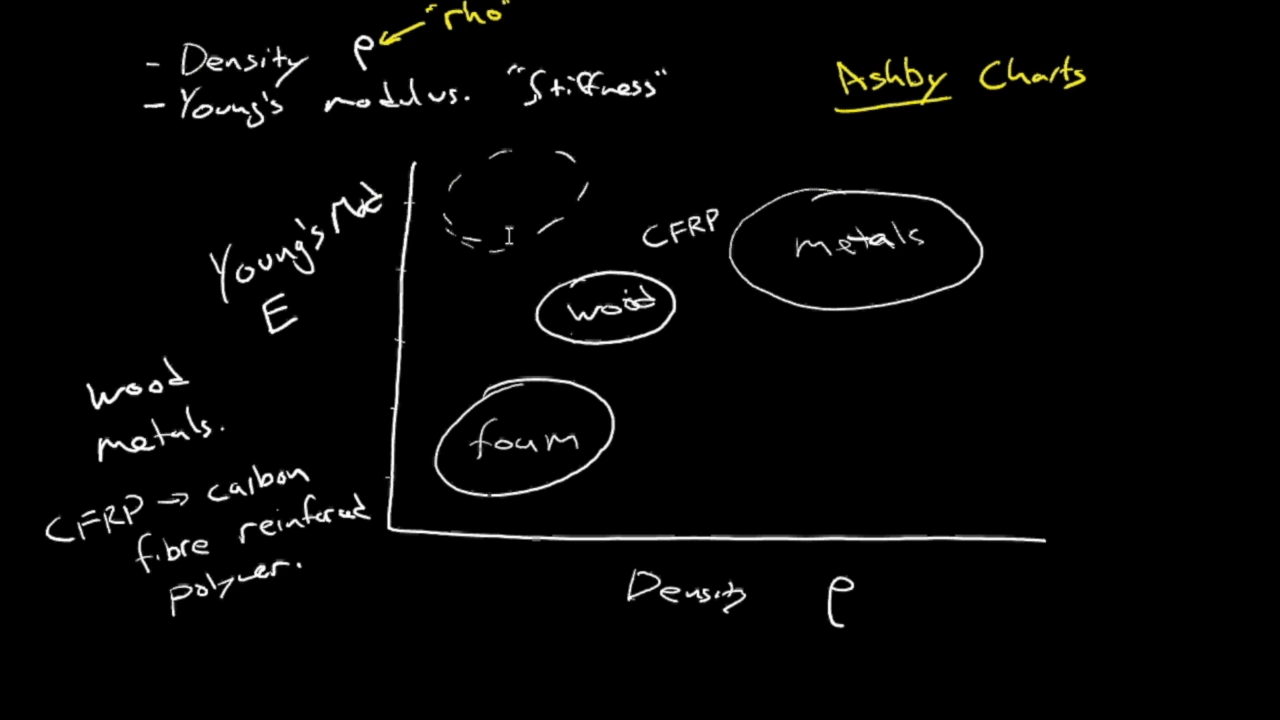 "rho"
- Density ρ
- Young's modulus. "Stiffness"
Ashby Charts
Young's Mod
E
CFRP
metals
wood
foam
wood
metals.
CFRP → carbon
fibre reinforced
polymer.
Density ρ